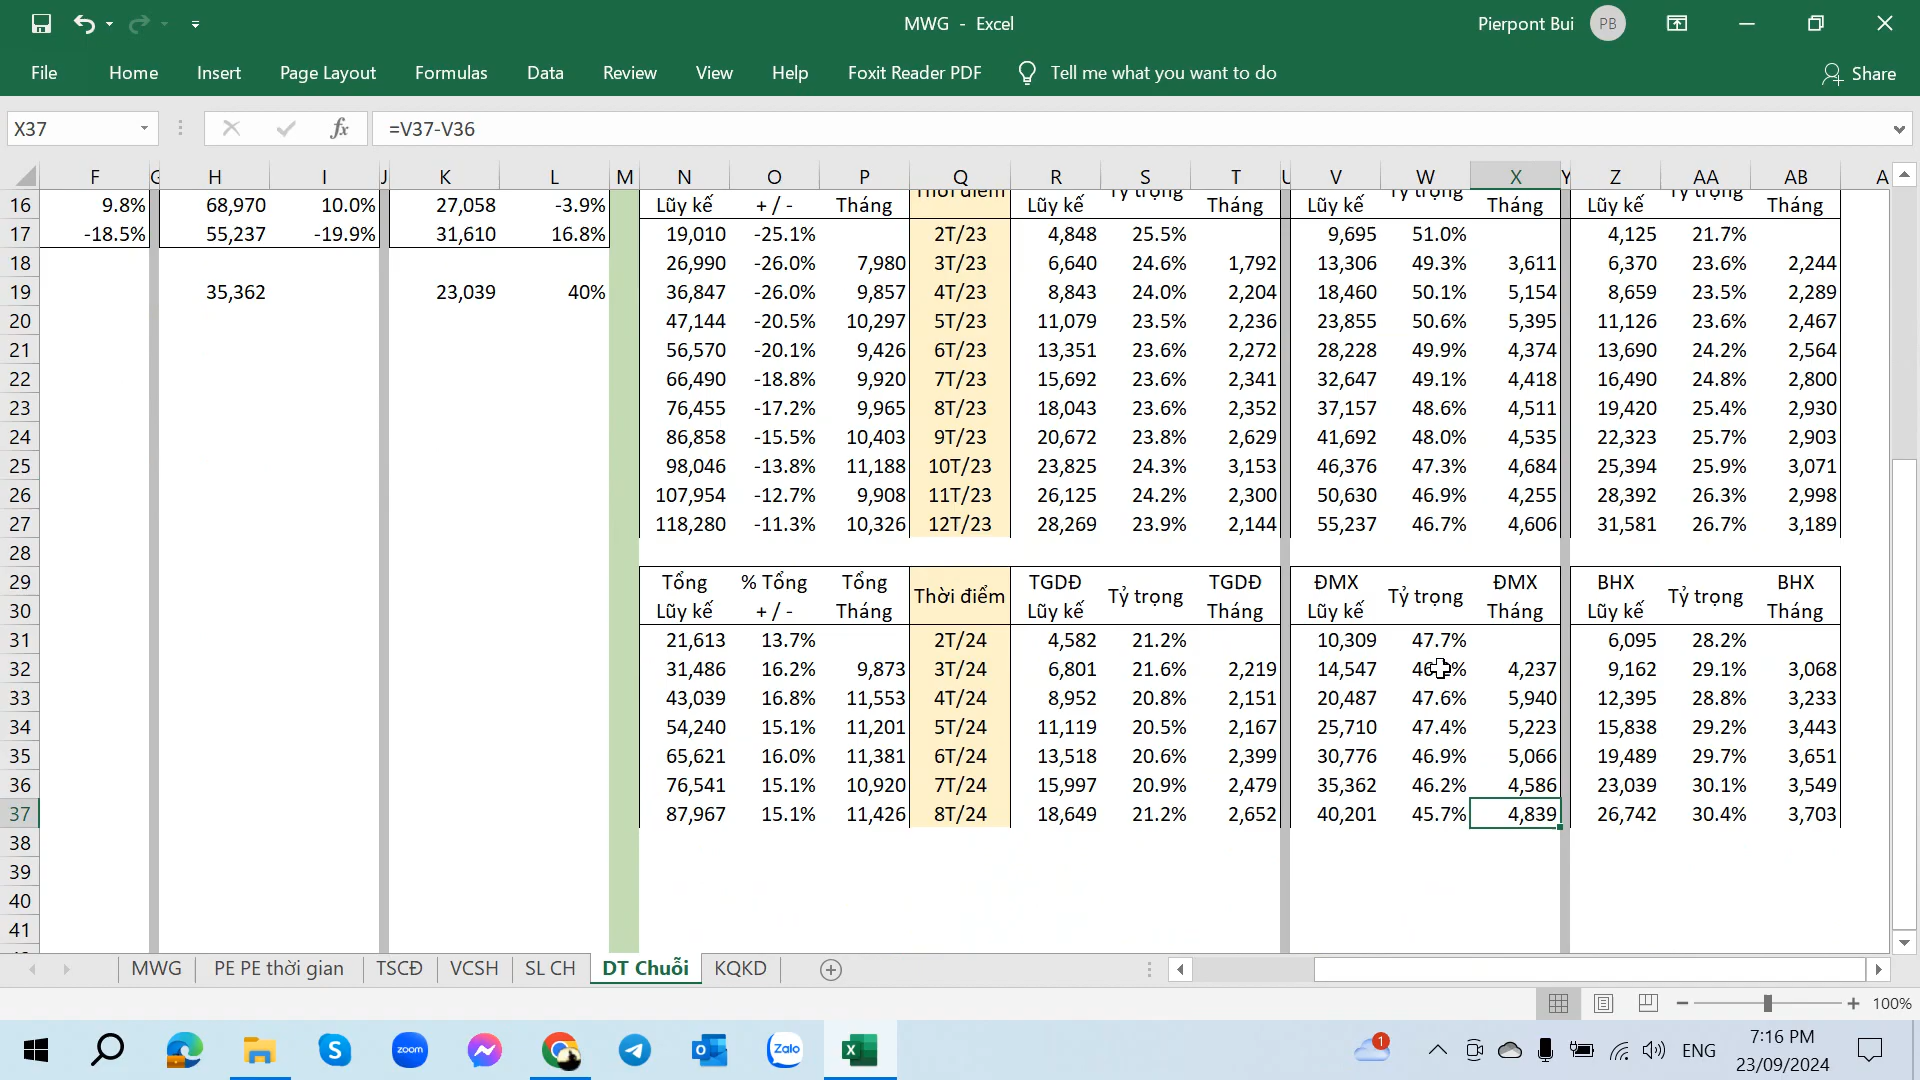 MWG - Excel
Pierpont Bui PB
File Home Insert Page Layout Formulas Data Review View Help Foxit Reader PDF Tell me what you want to do Share
X37 fx =V37-V36
F G H I J K L M N O P Q R S T U V W X Y Z AA AB A
Thời điểm Tỷ trọng Tỷ trọng Tỷ trọng
16 9.8% 68,970 10.0% 27,058 -3.9% Lũy kế + / - Tháng Lũy kế Tháng Lũy kế Tháng Lũy kế Tháng
17 -18.5% 55,237 -19.9% 31,610 16.8% 19,010 -25.1% 2T/23 4,848 25.5% 9,695 51.0% 4,125 21.7%
18 26,990 -26.0% 7,980 3T/23 6,640 24.6% 1,792 13,306 49.3% 3,611 6,370 23.6% 2,244
19 35,362 23,039 40% 36,847 -26.0% 9,857 4T/23 8,843 24.0% 2,204 18,460 50.1% 5,154 8,659 23.5% 2,289
20 47,144 -20.5% 10,297 5T/23 11,079 23.5% 2,236 23,855 50.6% 5,395 11,126 23.6% 2,467
21 56,570 -20.1% 9,426 6T/23 13,351 23.6% 2,272 28,228 49.9% 4,374 13,690 24.2% 2,564
22 66,490 -18.8% 9,920 7T/23 15,692 23.6% 2,341 32,647 49.1% 4,418 16,490 24.8% 2,800
23 76,455 -17.2% 9,965 8T/23 18,043 23.6% 2,352 37,157 48.6% 4,511 19,420 25.4% 2,930
24 86,858 -15.5% 10,403 9T/23 20,672 23.8% 2,629 41,692 48.0% 4,535 22,323 25.7% 2,903
25 98,046 -13.8% 11,188 10T/23 23,825 24.3% 3,153 46,376 47.3% 4,684 25,394 25.9% 3,071
26 107,954 -12.7% 9,908 11T/23 26,125 24.2% 2,300 50,630 46.9% 4,255 28,392 26.3% 2,998
27 118,280 -11.3% 10,326 12T/23 28,269 23.9% 2,144 55,237 46.7% 4,606 31,581 26.7% 3,189
28
29 Tổng % Tổng Tổng Thời điểm TGDĐ Tỷ trọng TGDĐ ĐMX Tỷ trọng ĐMX BHX Tỷ trọng BHX
30 Lũy kế + / - Tháng Lũy kế Tháng Lũy kế Tháng Lũy kế Tháng
31 21,613 13.7% 2T/24 4,582 21.2% 10,309 47.7% 6,095 28.2%
32 31,486 16.2% 9,873 3T/24 6,801 21.6% 2,219 14,547 4,237 9,162 29.1% 3,068
33 43,039 16.8% 11,553 4T/24 8,952 20.8% 2,151 20,487 47.6% 5,940 12,395 28.8% 3,233
34 54,240 15.1% 11,201 5T/24 11,119 20.5% 2,167 25,710 47.4% 5,223 15,838 29.2% 3,443
35 65,621 16.0% 11,381 6T/24 13,518 20.6% 2,399 30,776 46.9% 5,066 19,489 29.7% 3,651
36 76,541 15.1% 10,920 7T/24 15,997 20.9% 2,479 35,362 46.2% 4,586 23,039 30.1% 3,549
37 87,967 15.1% 11,426 8T/24 18,649 21.2% 2,652 40,201 45.7% 4,839 26,742 30.4% 3,703
38
39
40
41
MWG PE PE thời gian TSCĐ VCSH SL CH DT Chuỗi KQKD
100%
zoom Zalo 1 ENG 7:16 PM
23/09/2024